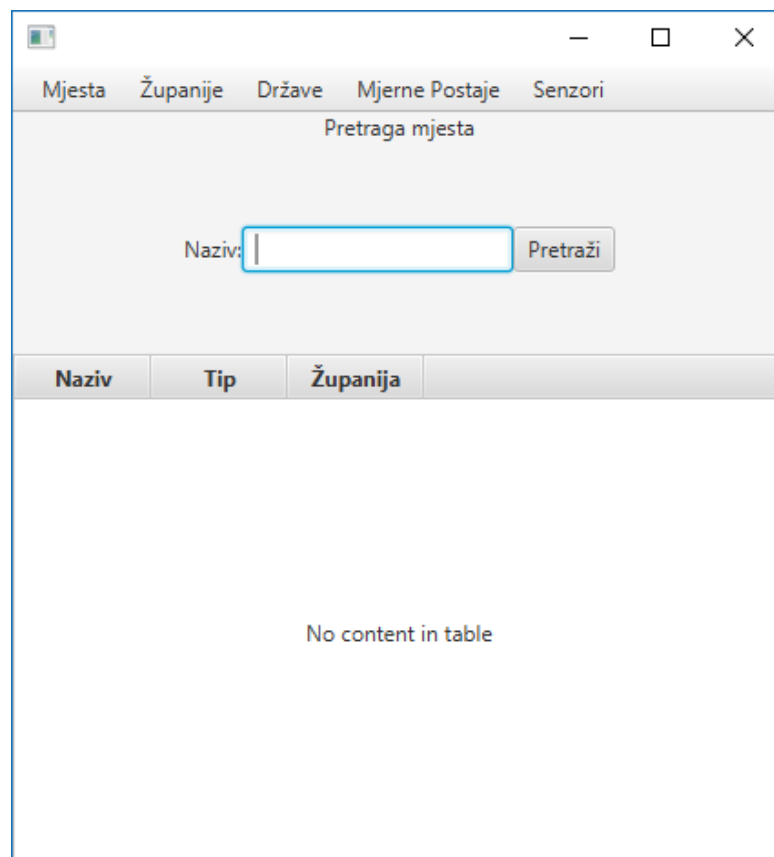 Mjesta Županije Države Mjerne Postaje Senzori
Pretraga mjesta
Naziv: Pretraži
Naziv Tip Županija
No content in table